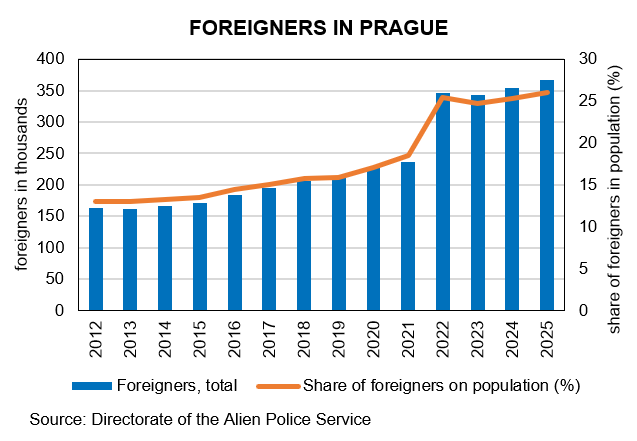 FOREIGNERS IN PRAGUE
foreigners in thousands
400
350
300
250
200
150
100
50
0
share of foreigners in population (%)
30
25
20
15
10
5
0
2012 2013 2014 2015 2016 2017 2018 2019 2020 2021 2022 2023 2024 2025
Foreigners, total Share of foreigners on population (%)
Source: Directorate of the Alien Police Service